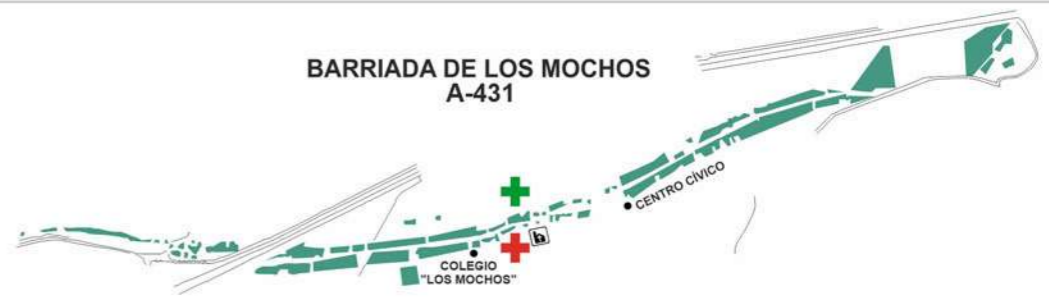 BARRIADA DE LOS MOCHOS
A-431
CENTRO CÍVICO
COLEGIO
"LOS MOCHOS"